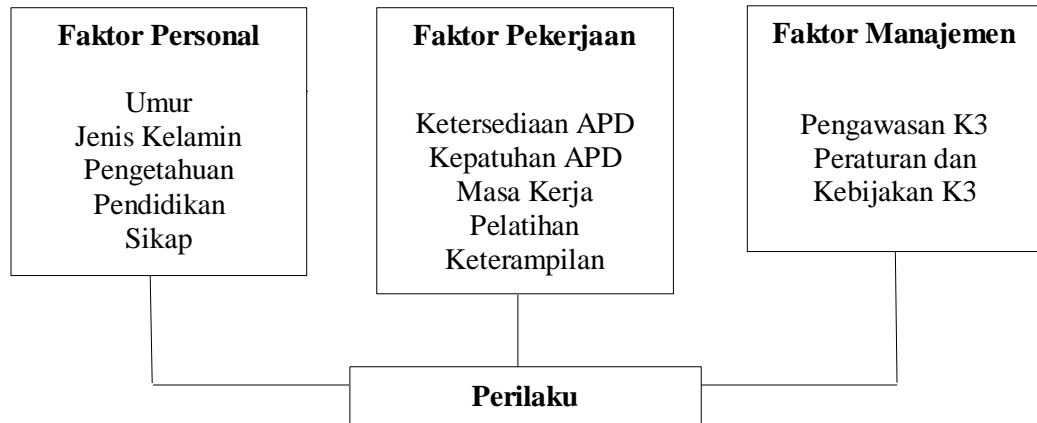 Faktor Personal
Umur
Jenis Kelamin
Pengetahuan
Pendidikan
Sikap
Faktor Pekerjaan
Ketersediaan APD
Kepatuhan APD
Masa Kerja
Pelatihan
Keterampilan
Faktor Manajemen
Pengawasan K3
Peraturan dan
Kebijakan K3
Perilaku